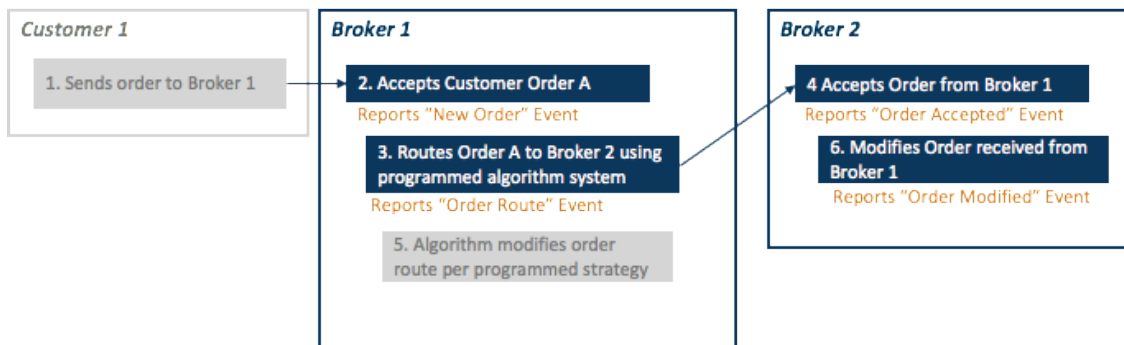 Customer 1
1. Sends order to Broker 1
Broker 1
2. Accepts Customer Order A
Reports “New Order” Event
3. Routes Order A to Broker 2 using
programmed algorithm system
Reports “Order Route” Event
5. Algorithm modifies order
route per programmed strategy
Broker 2
4 Accepts Order from Broker 1
Reports “Order Accepted” Event
6. Modifies Order received from
Broker 1
Reports “Order Modified” Event